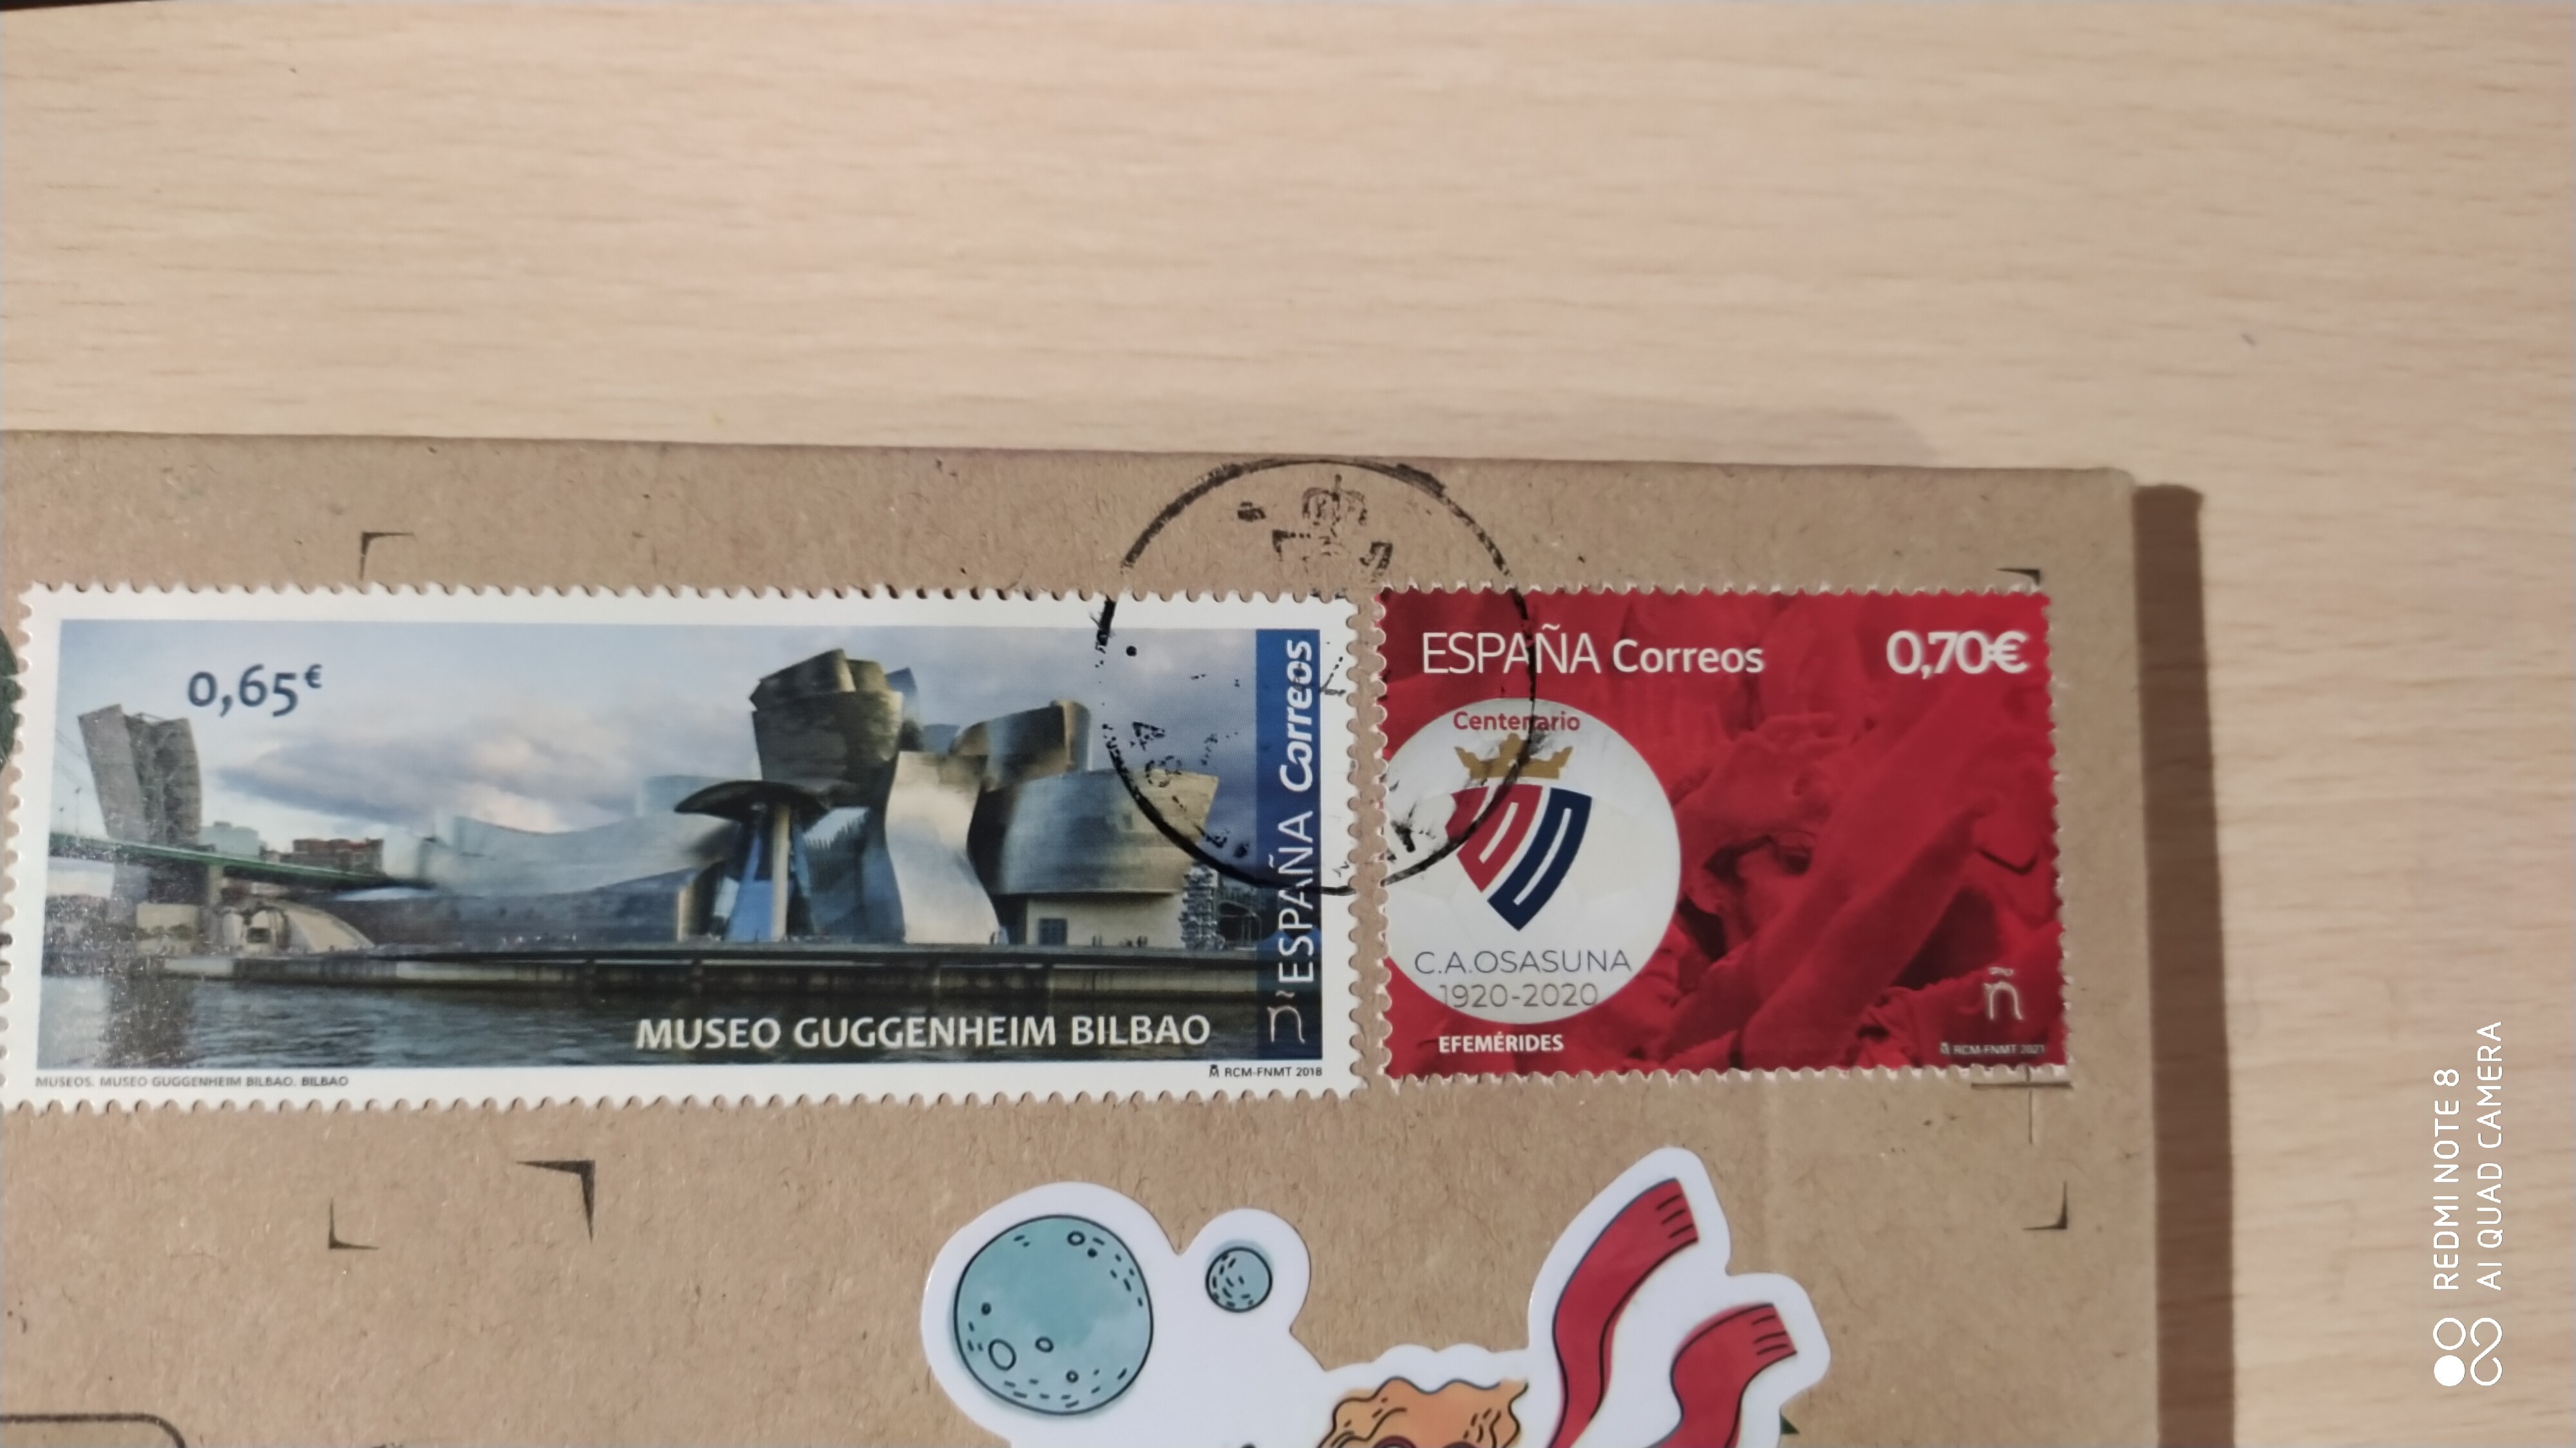 0,65€
ESPAÑA Correos
MUSEO GUGGENHEIM BILBAO
MUSEOS. MUSEO GUGGENHEIM BILBAO. BILBAO
RCM-FNMT 2018
ESPAÑA Correos
0,70€
Centenario
C.A.OSASUNA
1920-2020
EFEMÉRIDES
ñ
RCM-FNMT 2021
REDMI NOTE 8
AI QUAD CAMERA